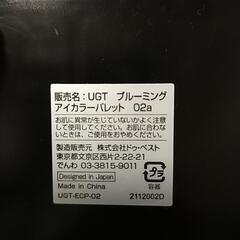 販売名：UGT ブルーミング
アイカラーパレット 02a
お肌に異常が生じていないかよく注意して
お使いください。お肌に合わない
ときは、ご使用をおやめください。
製造販売元 株式会社ドゥ・ベスト
東京都文京区西片2-2-21
でんわ 03-3815-9011
Designed in Japan
Made in China
プラ
容器
UGT-ECP-02
2112002D